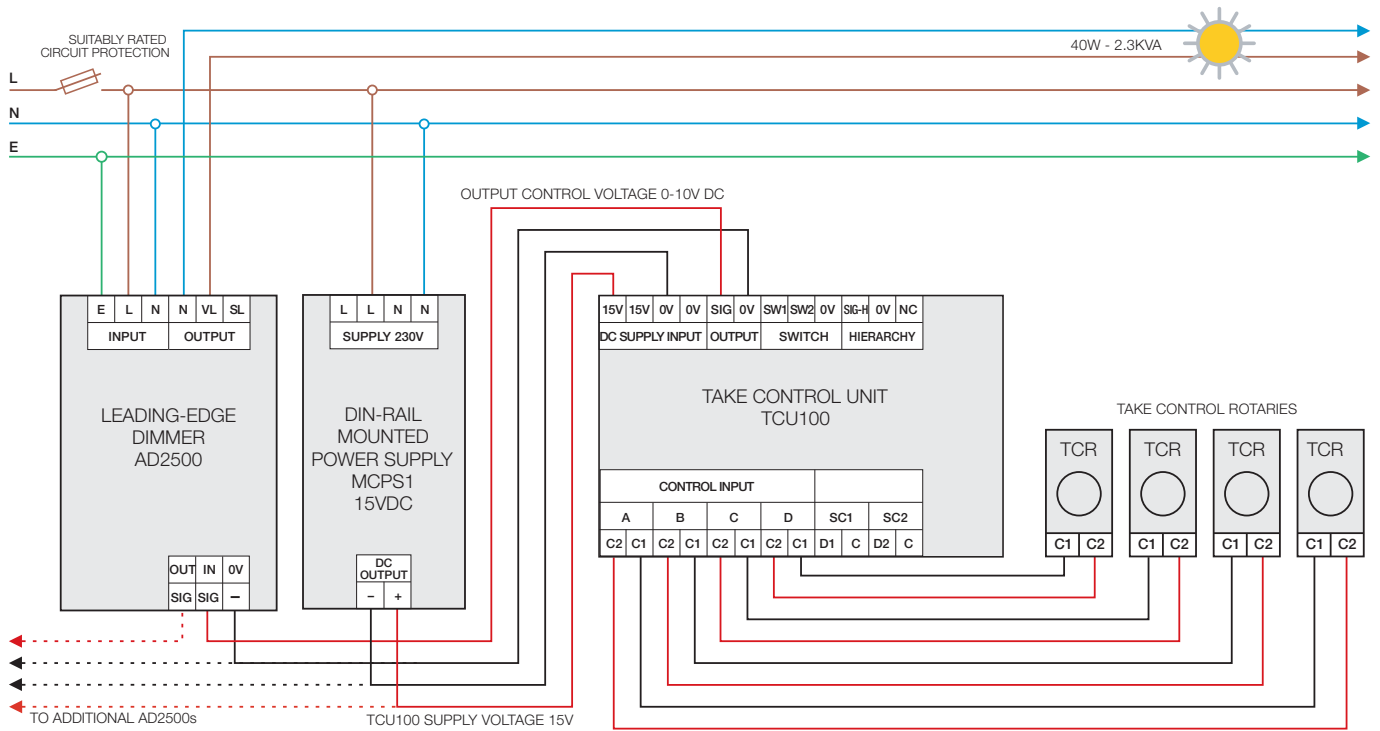 SUITABLY RATED
CIRCUIT PROTECTION
40W - 2.3KVA
L
N
E
OUTPUT CONTROL VOLTAGE 0-10V DC
E L N N VL SL
INPUT OUTPUT
LEADING-EDGE
DIMMER
AD2500
OUT IN 0V
SIG SIG –
L L N N
SUPPLY 230V
DIN-RAIL
MOUNTED
POWER SUPPLY
MCPS1
15VDC
DC
OUTPUT
– +
15V 15V 0V 0V SIG 0V SW1 SW2 0V SIG-H 0V NC
DC SUPPLY INPUT OUTPUT SWITCH HIERARCHY
TAKE CONTROL UNIT
TCU100
CONTROL INPUT
A B C D SC1 SC2
C2 C1 C2 C1 C2 C1 C2 C1 D1 C D2 C
TAKE CONTROL ROTARIES
TCR TCR TCR TCR
C1 C2 C1 C2 C1 C2 C1 C2
TO ADDITIONAL AD2500s
TCU100 SUPPLY VOLTAGE 15V